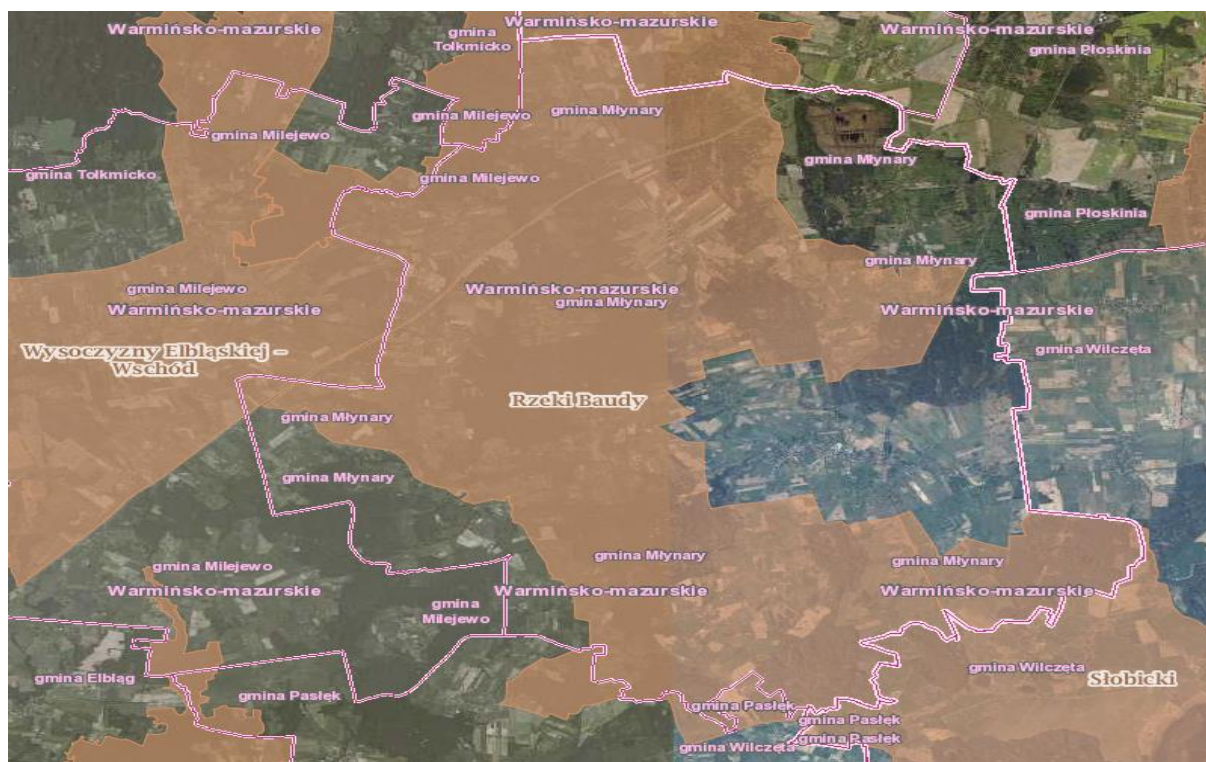 Warmińsko-mazurskie
gmina
Tolkmicko
Warmińsko-mazurskie
Warmińsko-mazurskie
gmina Płoskinia
gmina Milejewo
gmina Milejewo
gmina Młynary
gmina Tolkmicko
gmina Milejewo
gmina Młynary
gmina Płoskinia
gmina Młynary
gmina Milejewo
Warmińsko-mazurskie
Warmińsko-mazurskie
gmina Młynary
Warmińsko-mazurskie
Wysoczyzny Elbląskiej –
Wschód
gmina Wilczęta
Rzeki Baudy
gmina Młynary
gmina Młynary
gmina Milejewo
gmina Młynary
gmina Młynary
Warmińsko-mazurskie
Warmińsko-mazurskie
Warmińsko-mazurskie
gmina
Milejewo
gmina Elbląg
gmina Pasłęk
gmina Wilczęta
Słobicki
gmina Pasłęk
gmina Pasłęk
gmina Pasłęk
gmina Wilczęta